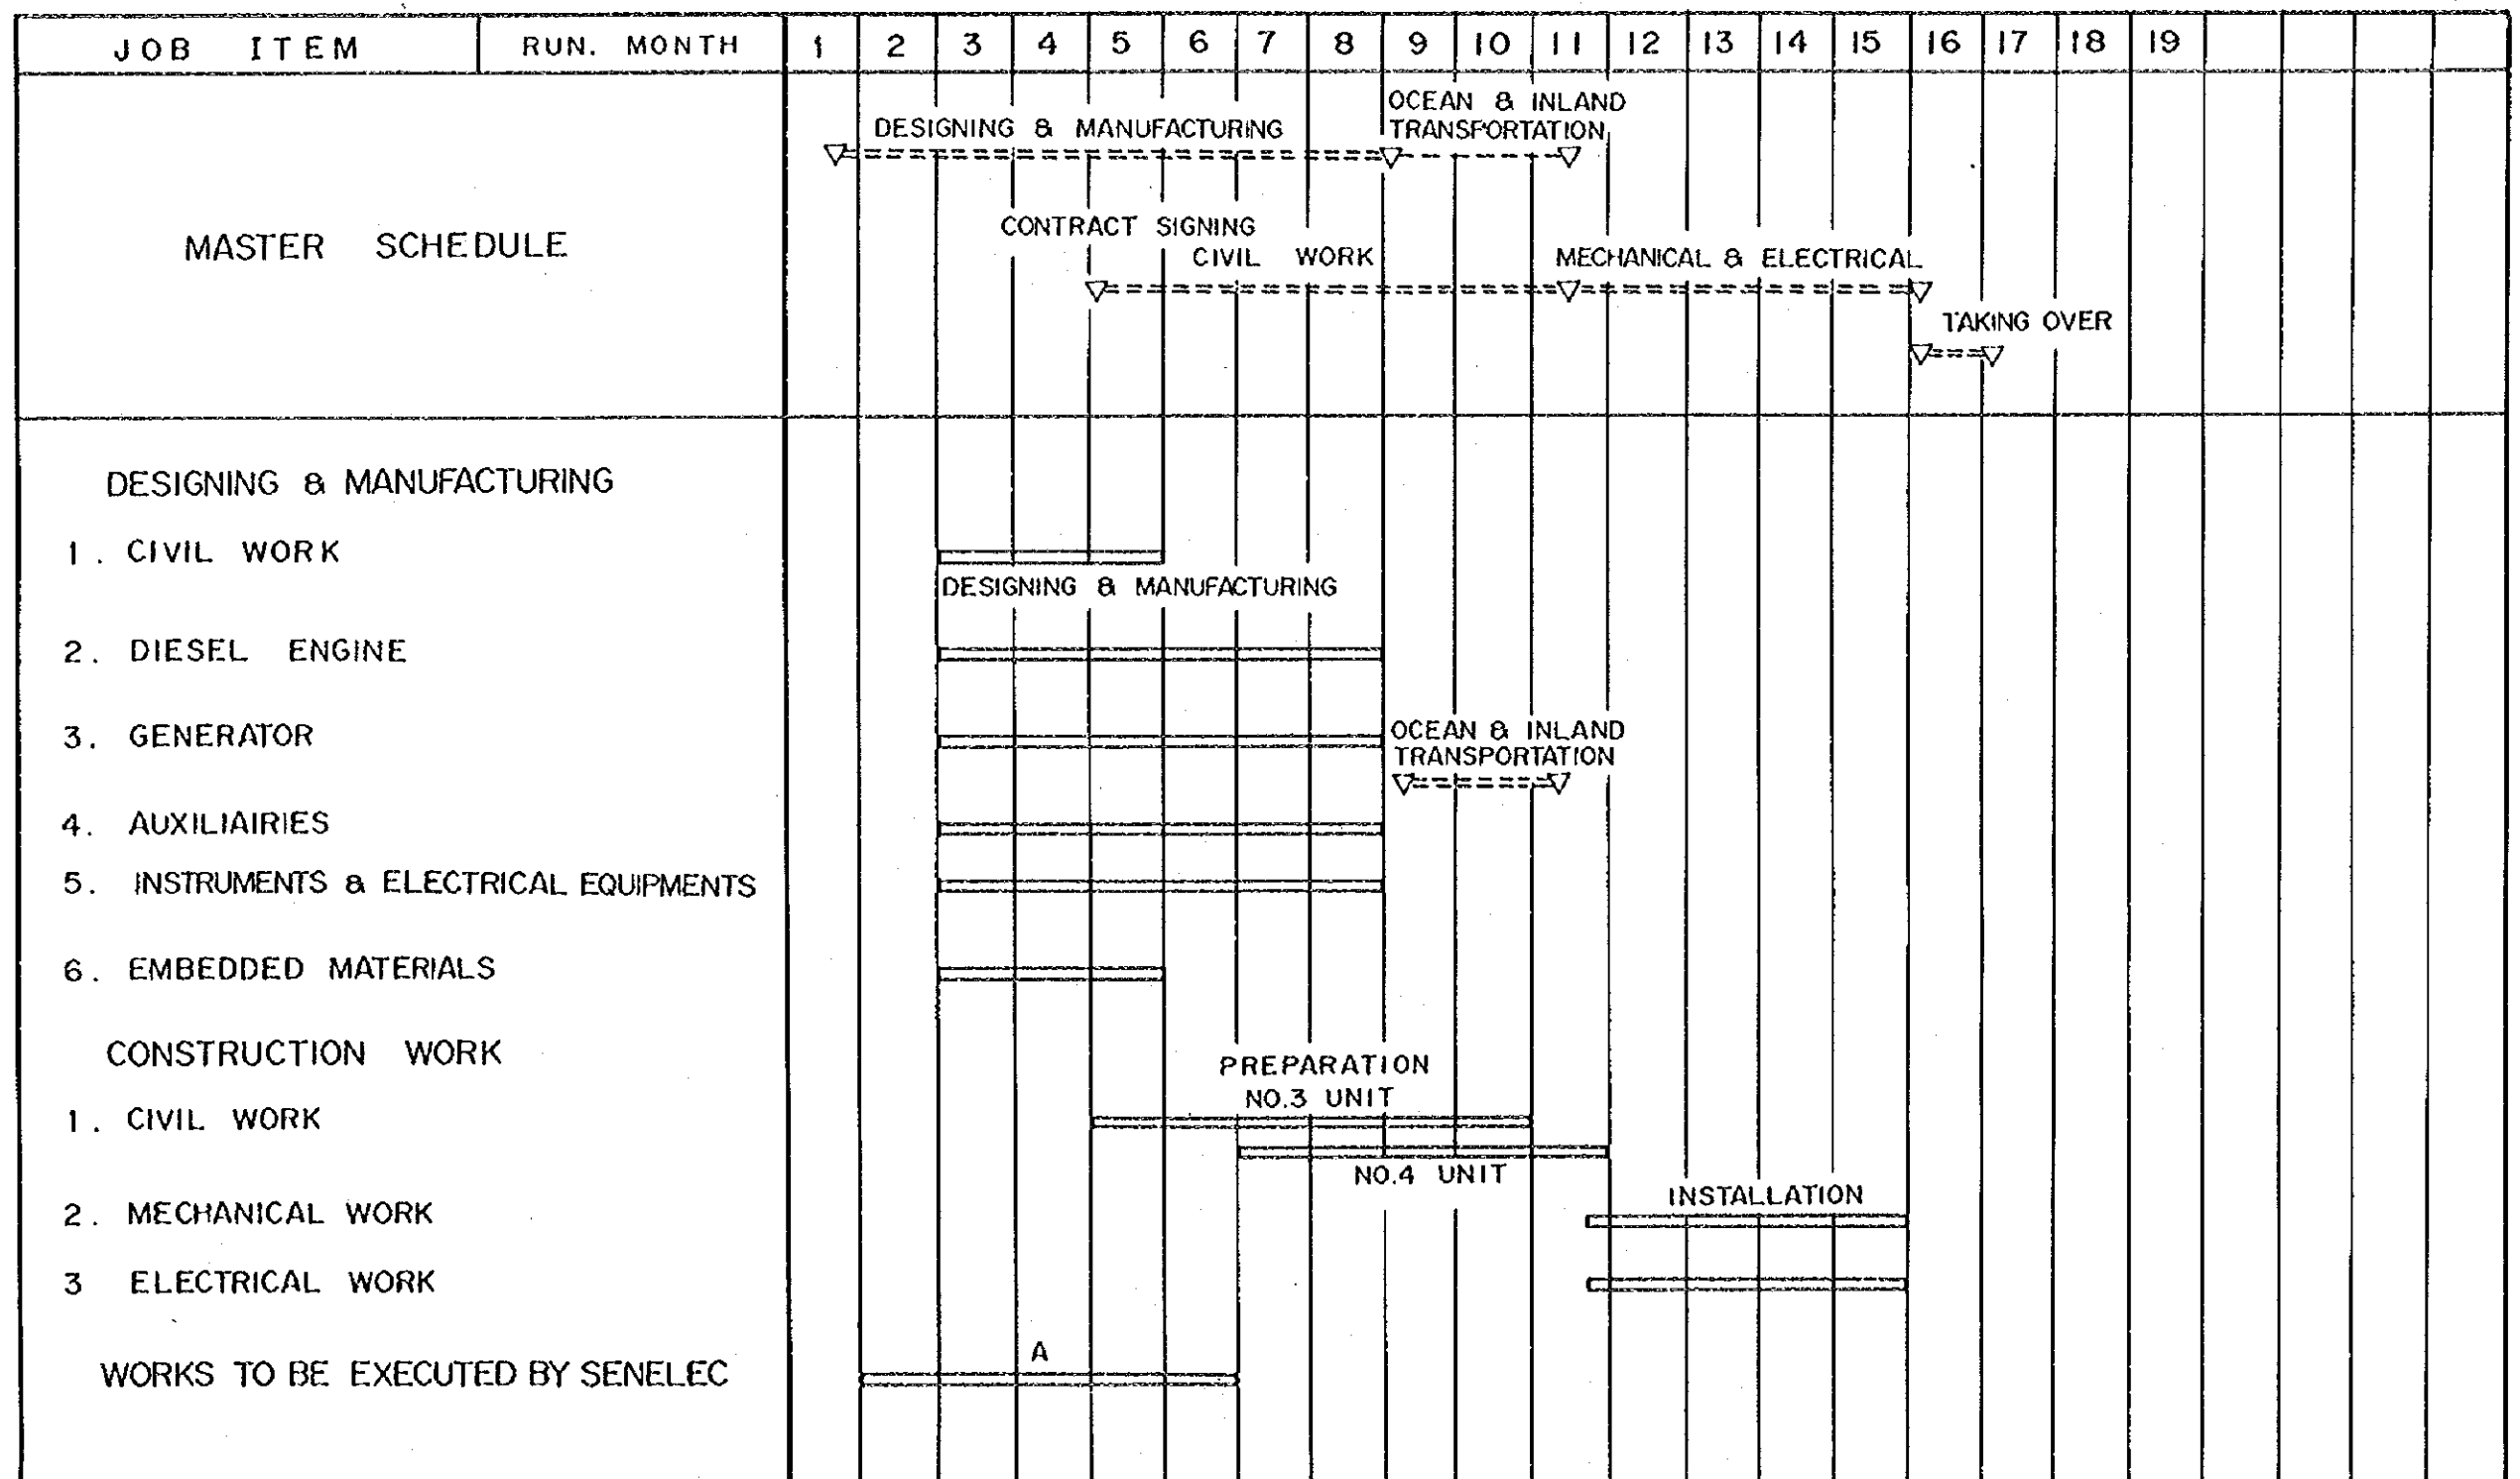 JOB ITEM RUN. MONTH 1 2 3 4 5 6 7 8 9 10 11 12 13 14 15 16 17 18 19
OCEAN & INLAND
DESIGNING & MANUFACTURING TRANSPORTATION
CONTRACT SIGNING
MASTER SCHEDULE CIVIL WORK MECHANICAL & ELECTRICAL
TAKING OVER
DESIGNING & MANUFACTURING
1. CIVIL WORK
DESIGNING & MANUFACTURING
2. DIESEL ENGINE
3. GENERATOR OCEAN & INLAND
TRANSPORTATION
4. AUXILIAIRIES
5. INSTRUMENTS & ELECTRICAL EQUIPMENTS
6. EMBEDDED MATERIALS
CONSTRUCTION WORK
PREPARATION
NO.3 UNIT
1. CIVIL WORK
NO.4 UNIT
INSTALLATION
2. MECHANICAL WORK
3 ELECTRICAL WORK
A
WORKS TO BE EXECUTED BY SENELEC